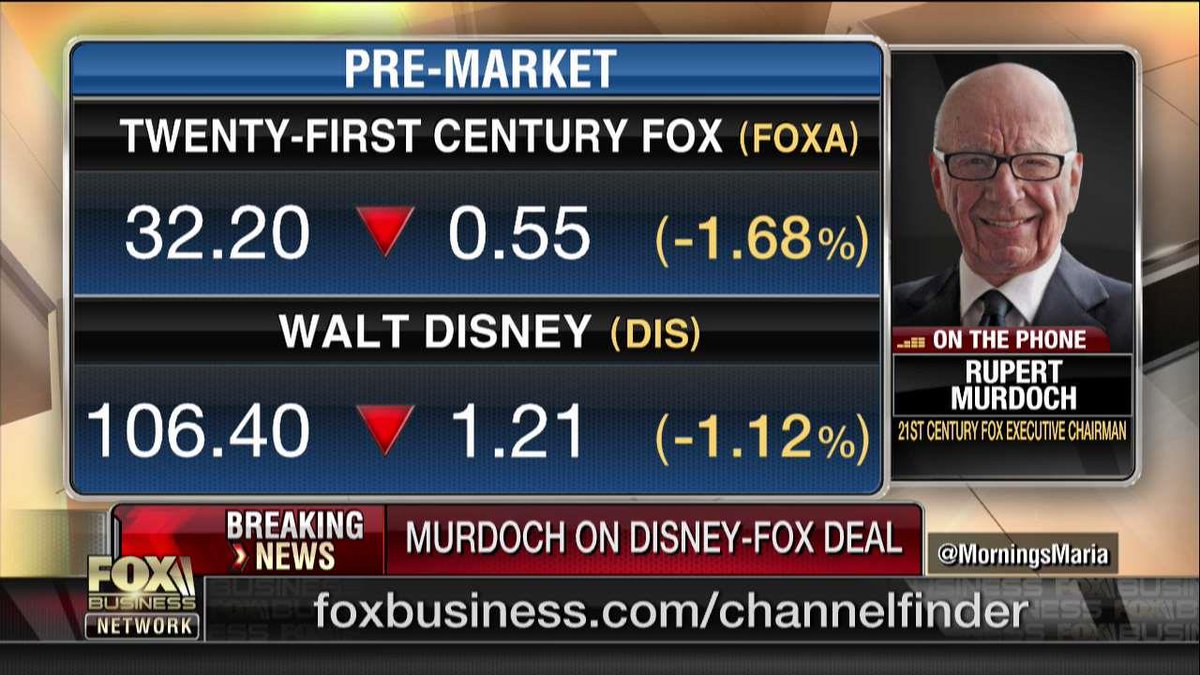 PRE-MARKET
TWENTY-FIRST CENTURY FOX (FOXA)
32.20 ▼ 0.55 (-1.68%)
WALT DISNEY (DIS)
106.40 ▼ 1.21 (-1.12%)
ON THE PHONE
RUPERT
MURDOCH
21ST CENTURY FOX EXECUTIVE CHAIRMAN
BREAKING
NEWS
MURDOCH ON DISNEY-FOX DEAL
@MorningsMaria
FOX
BUSINESS
NETWORK
foxbusiness.com/channelfinder